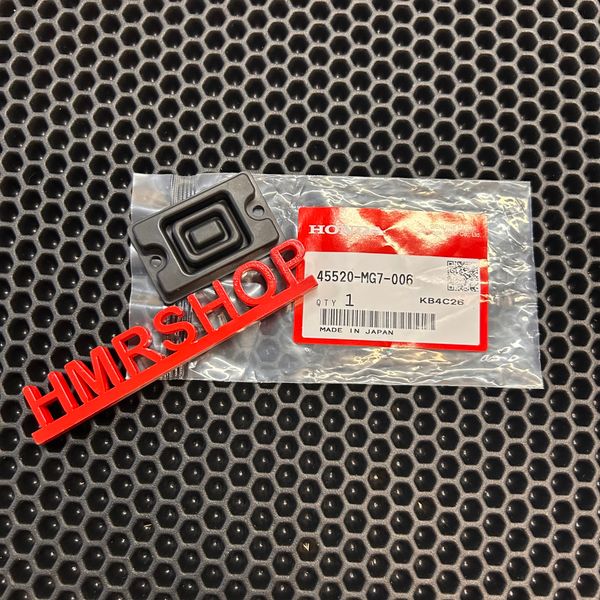 HONDA
45520-MG7-006
QTY 1
KB4C26
MADE IN JAPAN
HMRSHOP